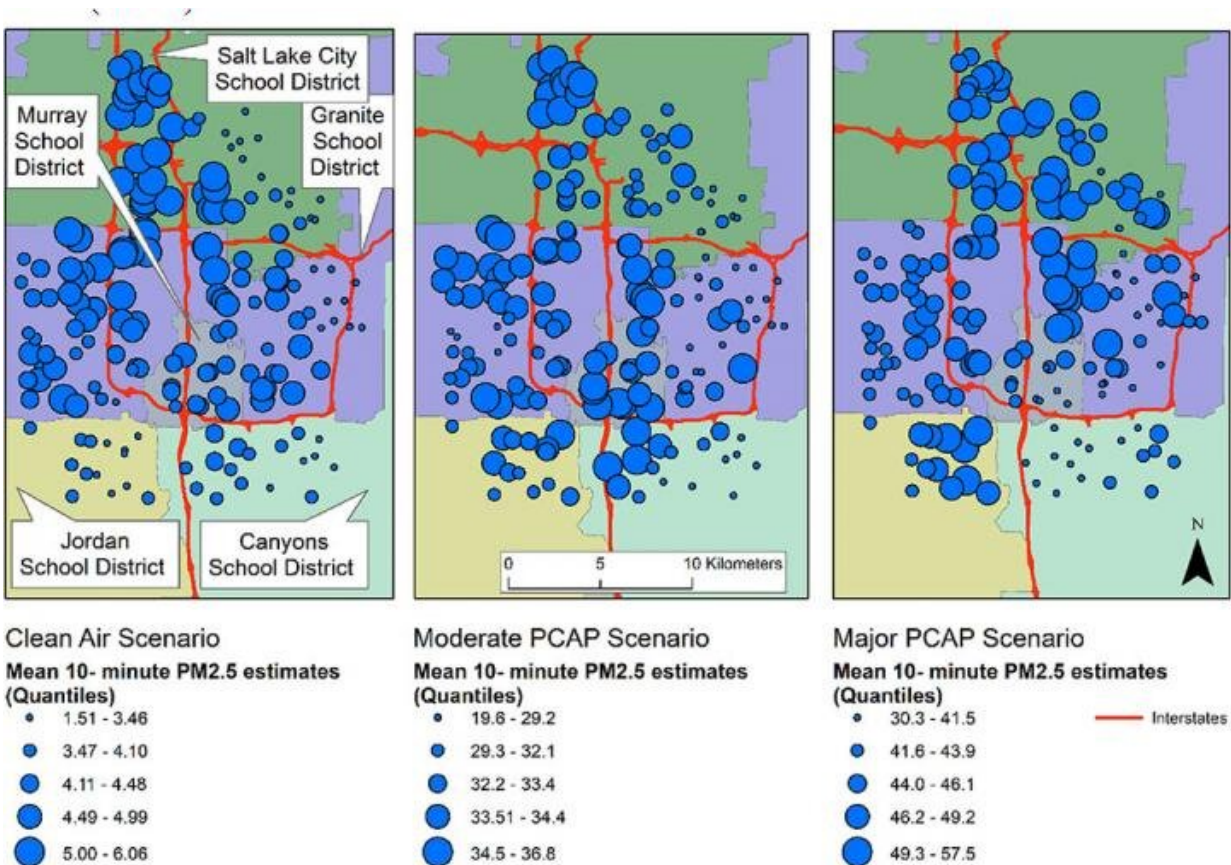 Salt Lake City
School District
Murray
School
District
Granite
School
District
Jordan
School District
Canyons
School District
0 5 10 Kilometers
N
Clean Air Scenario
Mean 10- minute PM2.5 estimates
(Quantiles)
1.51 - 3.46
3.47 - 4.10
4.11 - 4.48
4.49 - 4.99
5.00 - 6.06
Moderate PCAP Scenario
Mean 10- minute PM2.5 estimates
(Quantiles)
19.6 - 29.2
29.3 - 32.1
32.2 - 33.4
33.51 - 34.4
34.5 - 36.8
Major PCAP Scenario
Mean 10- minute PM2.5 estimates
(Quantiles)
30.3 - 41.5
41.6 - 43.9
44.0 - 46.1
46.2 - 49.2
49.3 - 57.5
Interstates